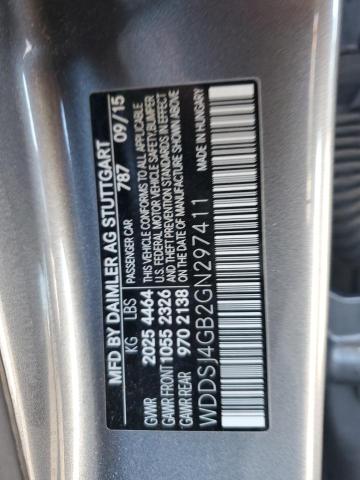 MFD BY DAIMLER AG STUTTGART
KG LBS PASSENGER CAR 787 09/15
GVWR 2025 4464 THIS VEHICLE CONFORMS TO ALL APPLICABLE
GAWR FRONT 1055 2326 U.S. FEDERAL MOTOR VEHICLE SAFETY, BUMPER
GAWR REAR 970 2138 AND THEFT PREVENTION STANDARDS IN EFFECT
ON THE DATE OF MANUFACTURE SHOWN ABOVE
WDDSJ4GB2GN297411 MADE IN HUNGARY